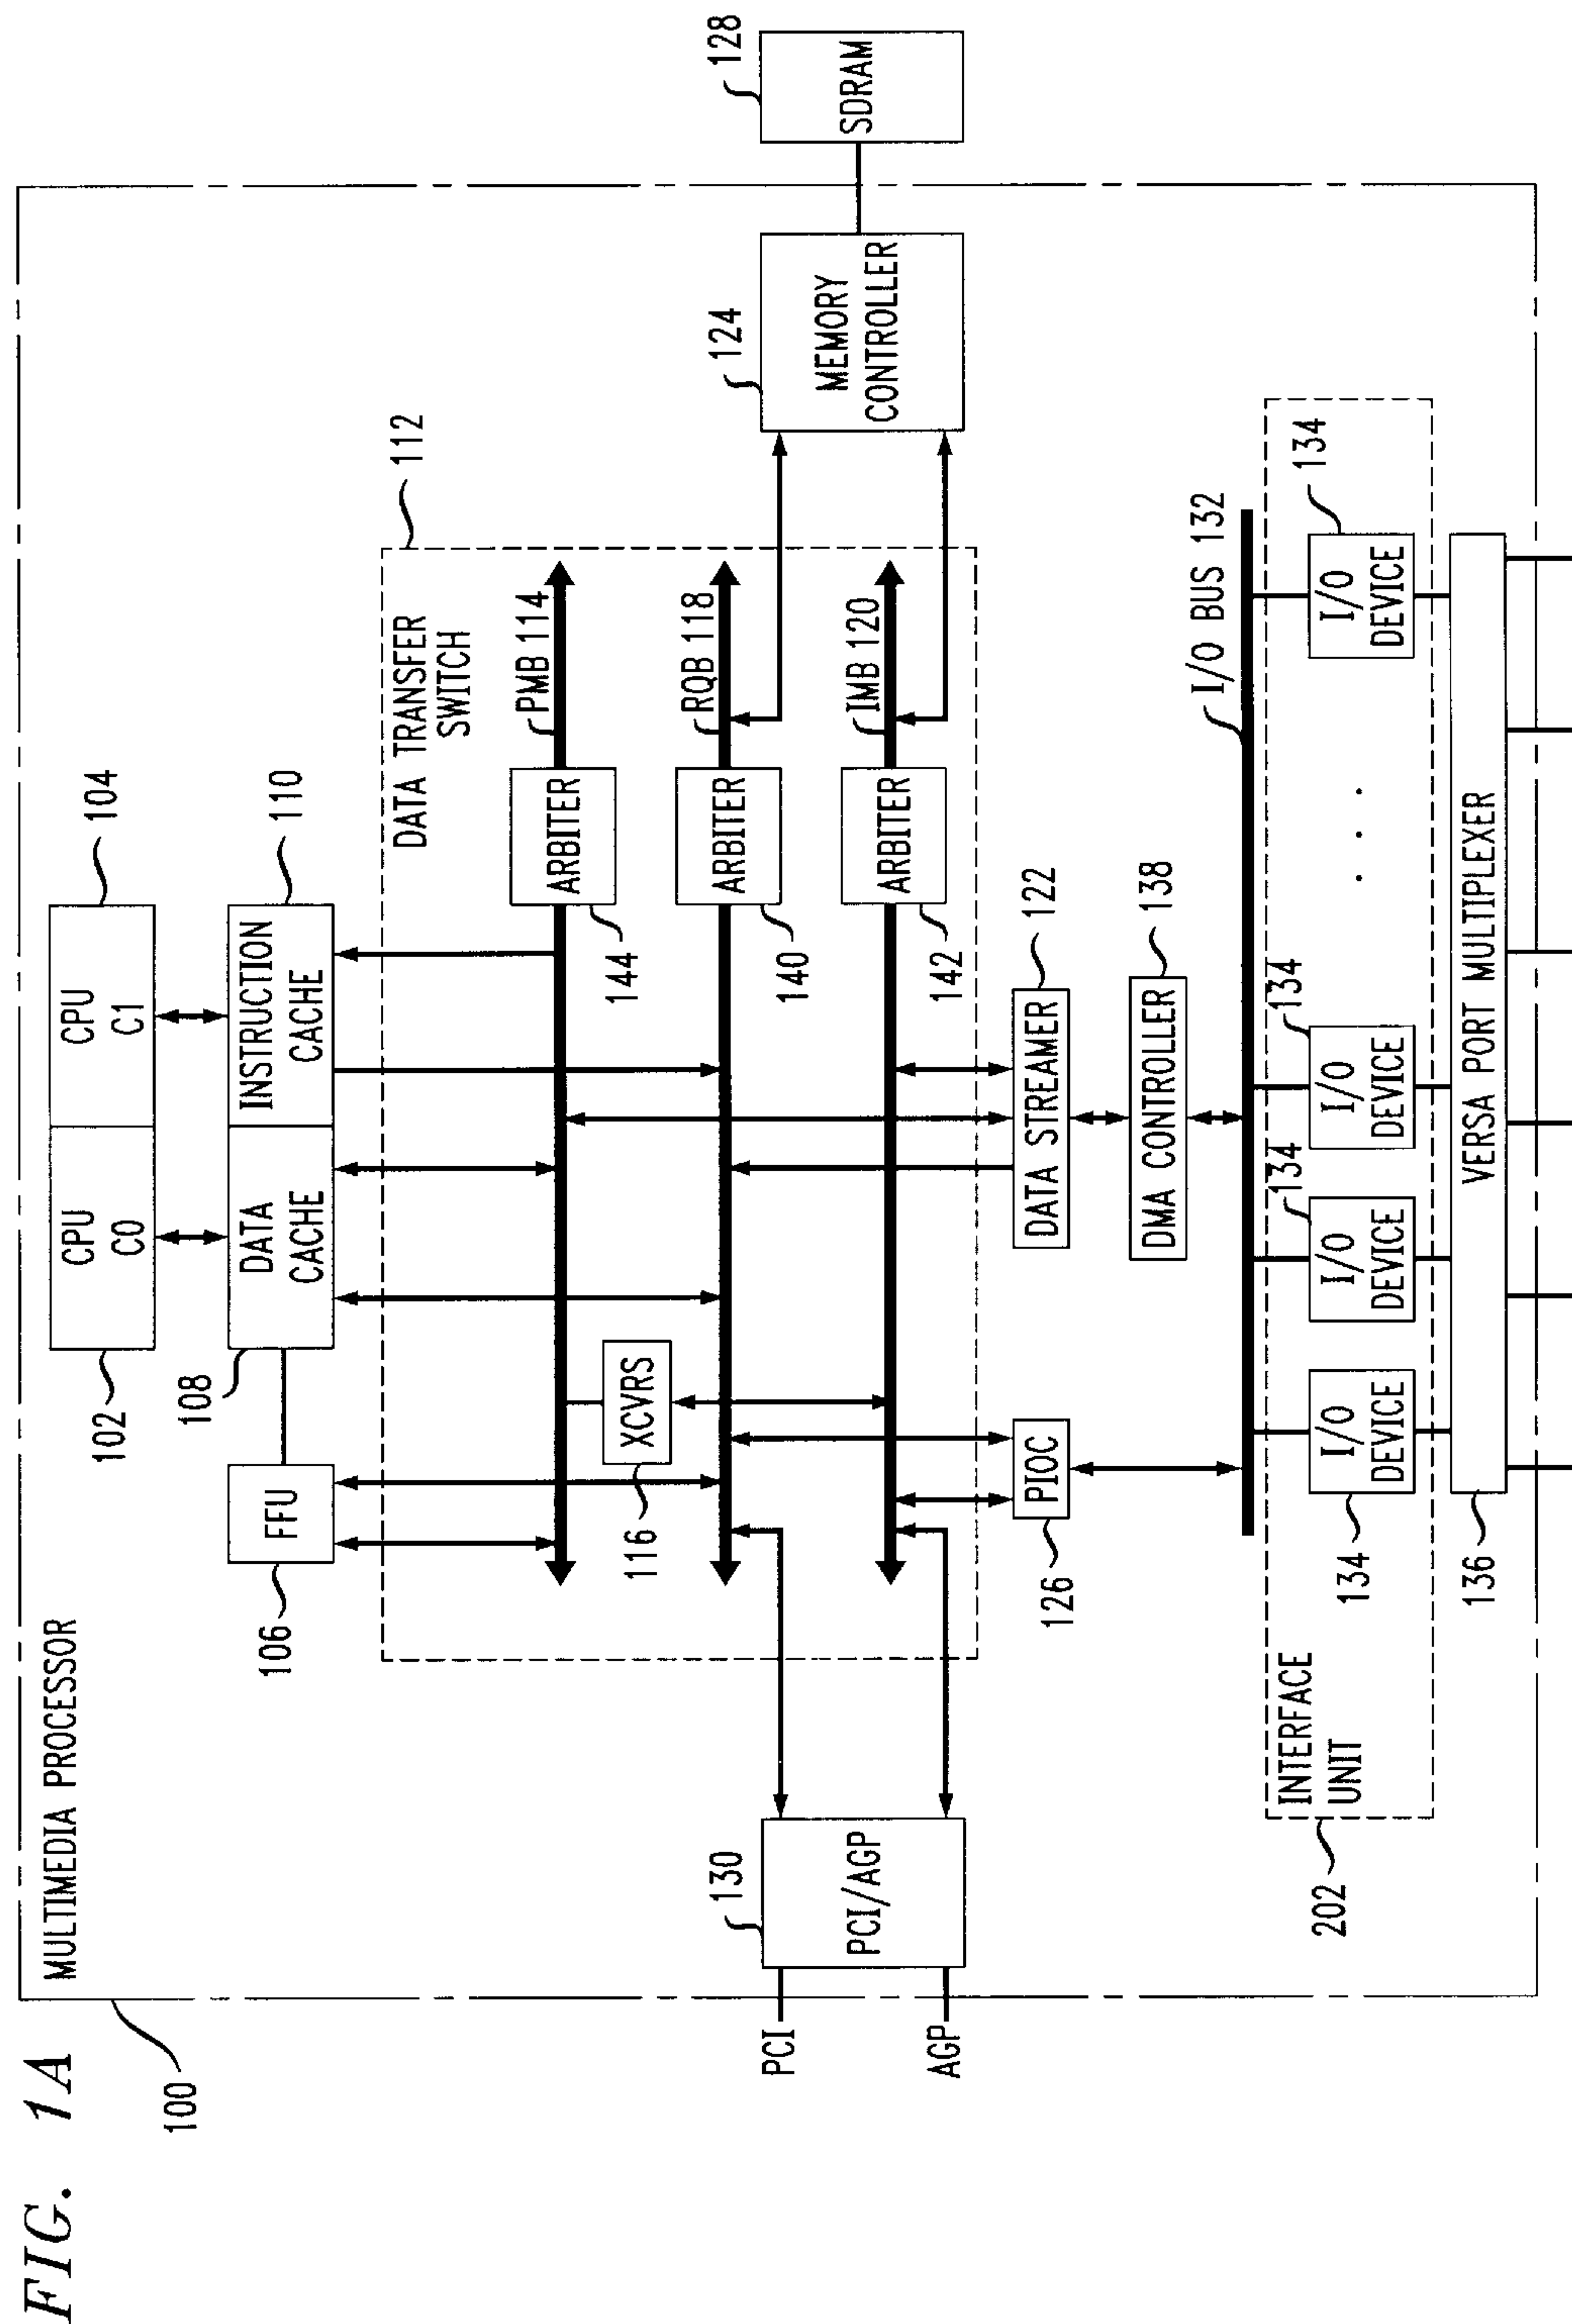 FIG. 1A
100
MULTIMEDIA PROCESSOR
102
CPU
C0
CPU
C1
104
106
FFU
108
DATA
CACHE
INSTRUCTION
CACHE
110
DATA TRANSFER
SWITCH
112
PMB 114
ARBITER
144
XCVRS
116
RQB 118
ARBITER
140
IMB 120
ARBITER
142
PCI
AGP
130
PCI/AGP
124
MEMORY
CONTROLLER
128
SDRAM
126
PIOC
DATA STREAMER
122
DMA CONTROLLER
138
I/O BUS 132
INTERFACE
UNIT
202
134
I/O
DEVICE
134
I/O
DEVICE
134
I/O
DEVICE
. . .
134
I/O
DEVICE
136
VERSA PORT MULTIPLEXER